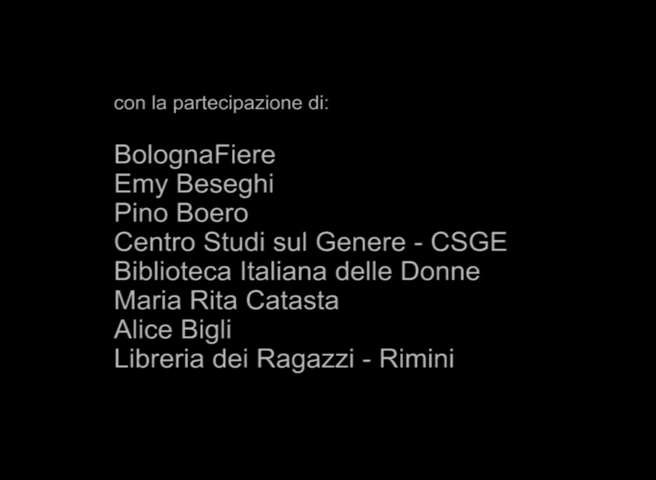 con la partecipazione di:
BolognaFiere
Emy Beseghi
Pino Boero
Centro Studi sul Genere - CSGE
Biblioteca Italiana delle Donne
Maria Rita Catasta
Alice Bigli
Libreria dei Ragazzi - Rimini